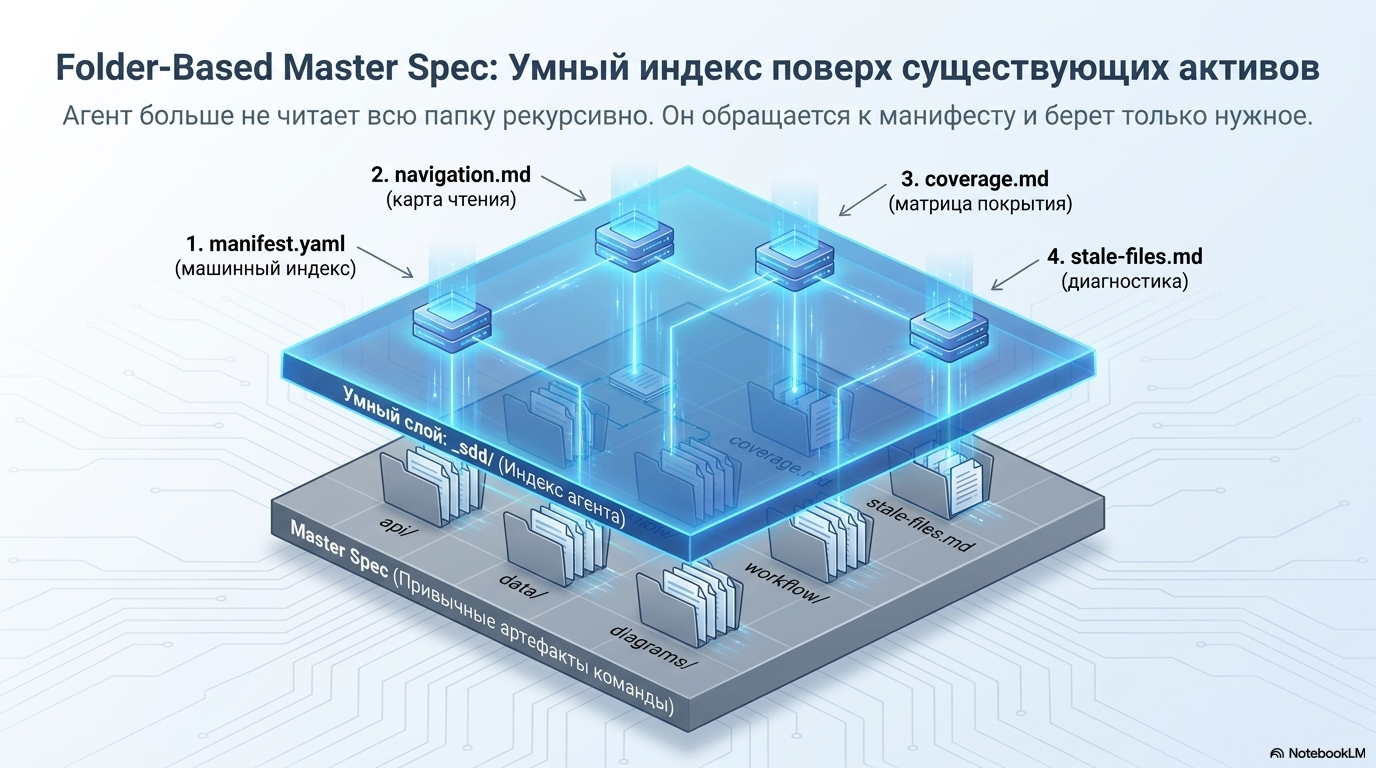 Folder-Based Master Spec: Умный индекс поверх существующих активов
Агент больше не читает всю папку рекурсивно. Он обращается к манифесту и берет только нужное.
2. navigation.md
(карта чтения)
3. coverage.md
(матрица покрытия)
1. manifest.yaml
(машинный индекс)
4. stale-files.md
(диагностика)
Умный слой: _sdd/ (Индекс агента)
coverage.md
api/
data/
diagrams/
workflow/
stale-files.md
Master Spec (Привычные артефакты команды)
NotebookLM